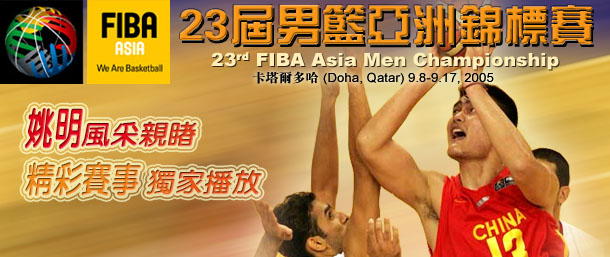 FIBA
ASIA
We Are Basketball
23屆男籃亞洲錦標賽
23rd FIBA Asia Men Championship
卡塔爾多哈 (Doha, Qatar) 9.8-9.17, 2005
姚明風采親睹
精彩賽事 獨家播放
CHINA
13